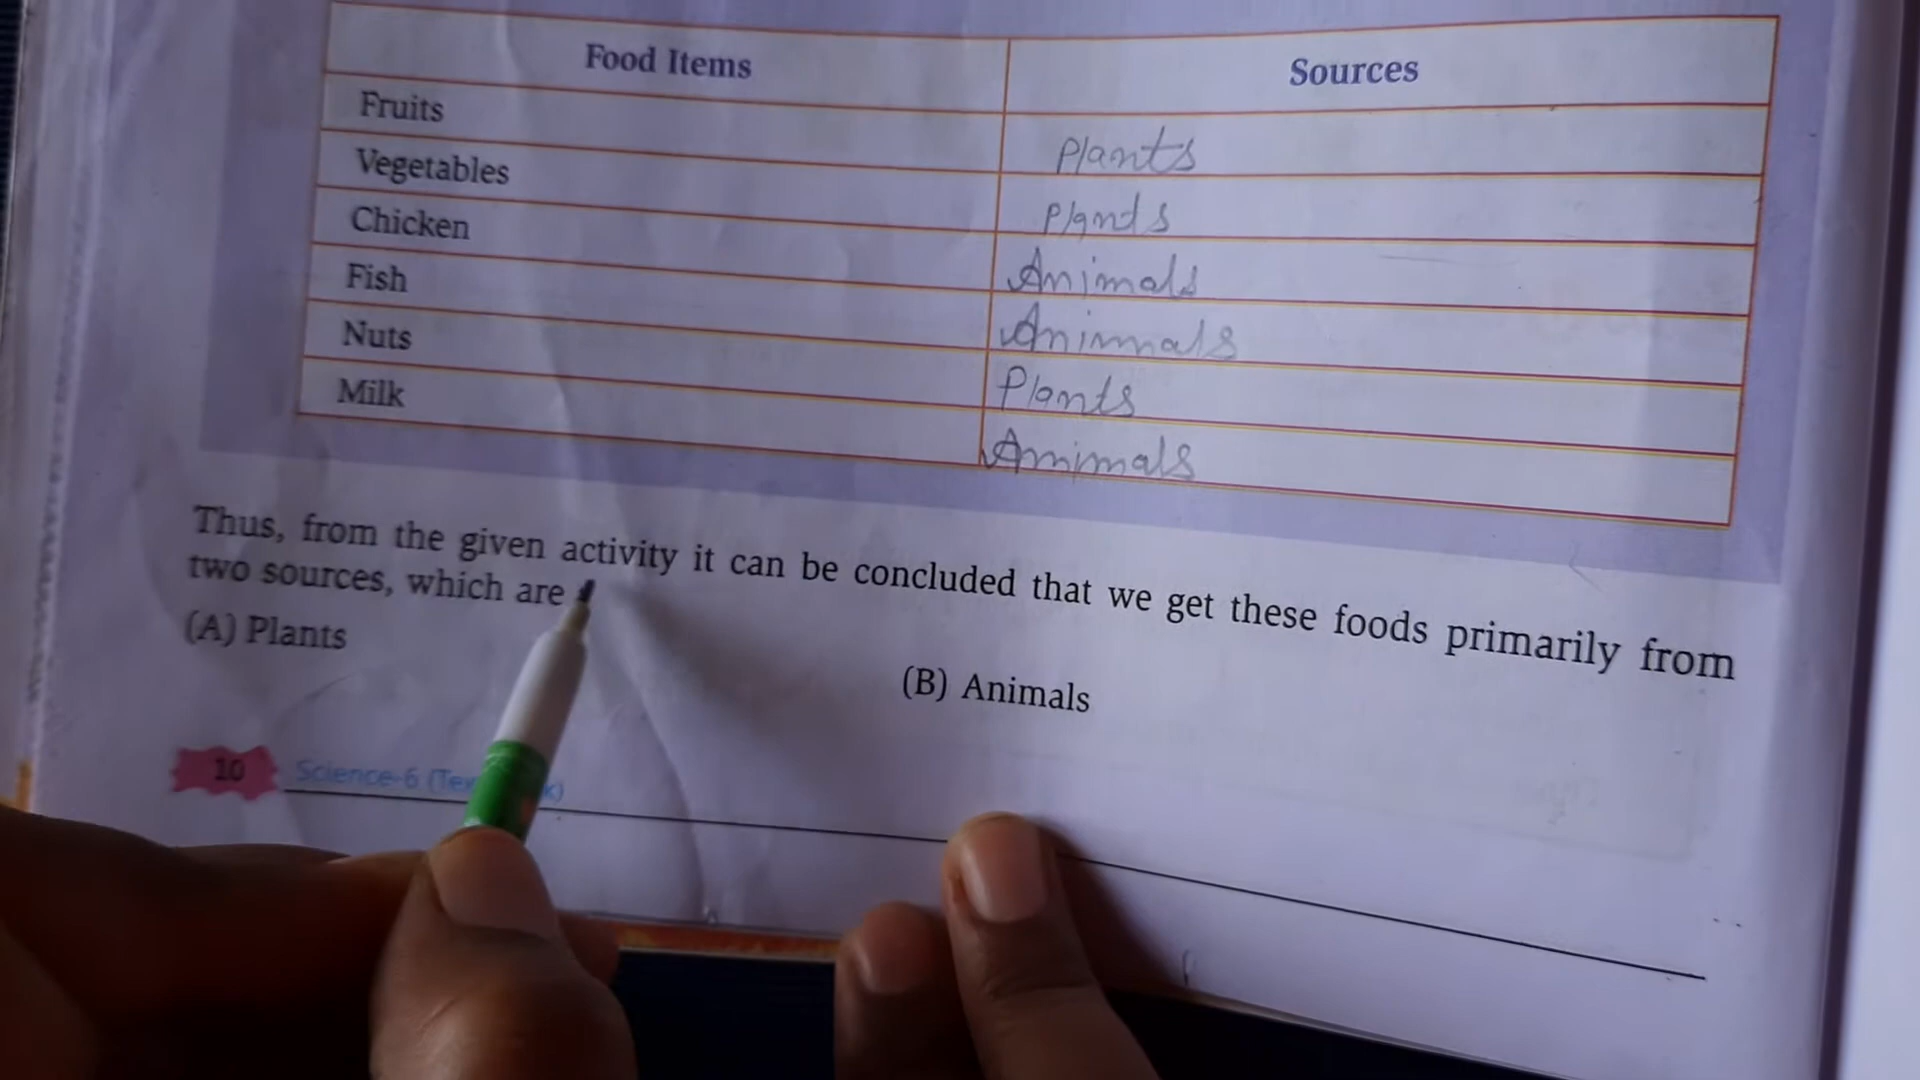 Food Items Sources
Fruits Plants
Vegetables Plants
Chicken Animals
Fish Animals
Nuts Plants
Milk Animals
Thus, from the given activity it can be concluded that we get these foods primarily from
two sources, which are
(A) Plants (B) Animals
10 Science-6